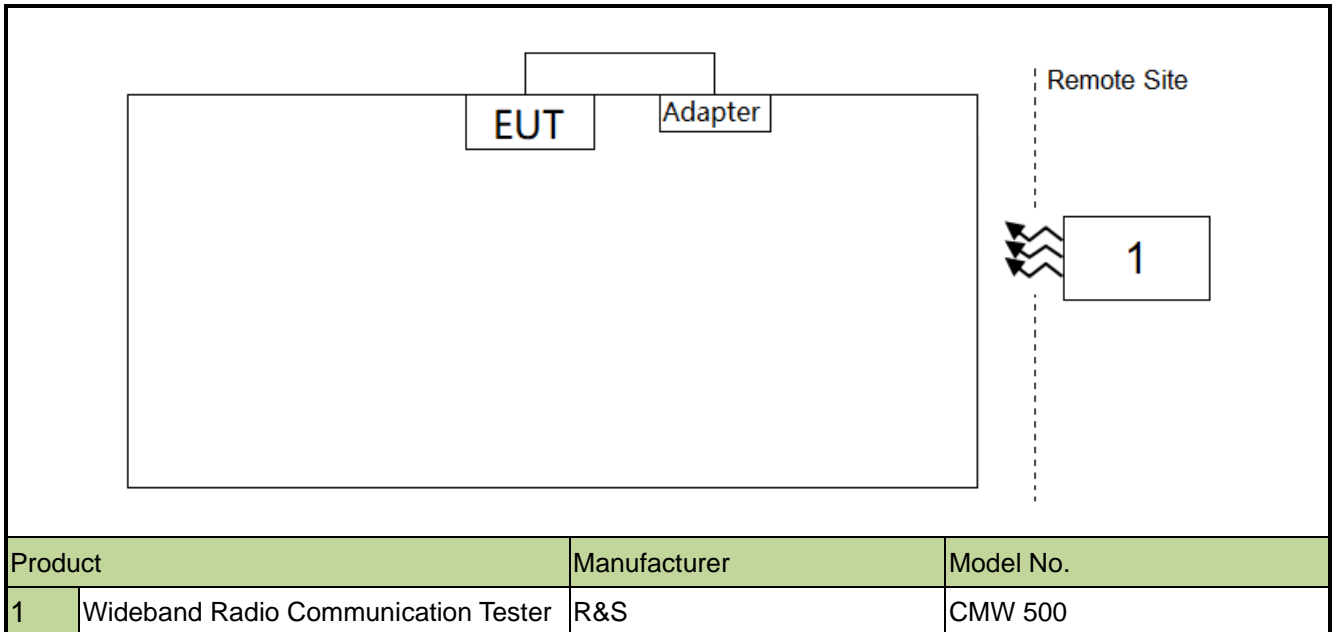 Remote Site
EUT
Adapter
1
Product Manufacturer Model No.
1 Wideband Radio Communication Tester R&S CMW 500